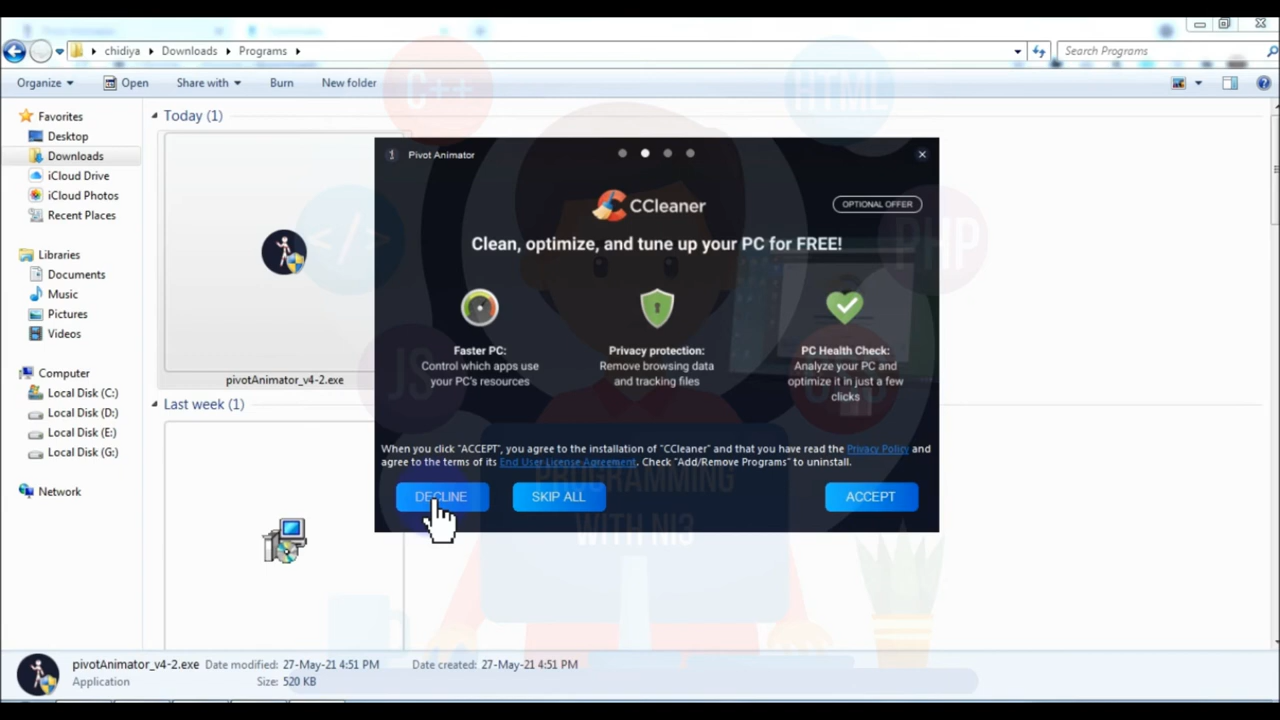 chidiya
Downloads
Programs
Search Programs
Organize
Open
Share with
Burn
New folder
Favorites
Desktop
Downloads
iCloud Drive
iCloud Photos
Recent Places
Libraries
Documents
Music
Pictures
Videos
Computer
Local Disk (C:)
Local Disk (D:)
Local Disk (E:)
Local Disk (G:)
Network
Today (1)
pivotAnimator_v4-2.exe
Last week (1)
1 Pivot Animator
CCleaner
OPTIONAL OFFER
Clean, optimize, and tune up your PC for FREE!
Faster PC:
Control which apps use
your PC's resources
Privacy protection:
Remove browsing data
and tracking files
PC Health Check:
Analyze your PC and
optimize it in just a few
clicks
When you click "ACCEPT", you agree to the installation of "CCleaner" and that you have read the Privacy Policy and
agree to the terms of its End User License Agreement. Check "Add/Remove Programs" to uninstall.
DECLINE
SKIP ALL
ACCEPT
C++
HTML
</>
PHP
JS
PROGRAMMING
WITH NI3
pivotAnimator_v4-2.exe Date modified: 27-May-21 4:51 PM Date created: 27-May-21 4:51 PM
Application Size: 520 KB